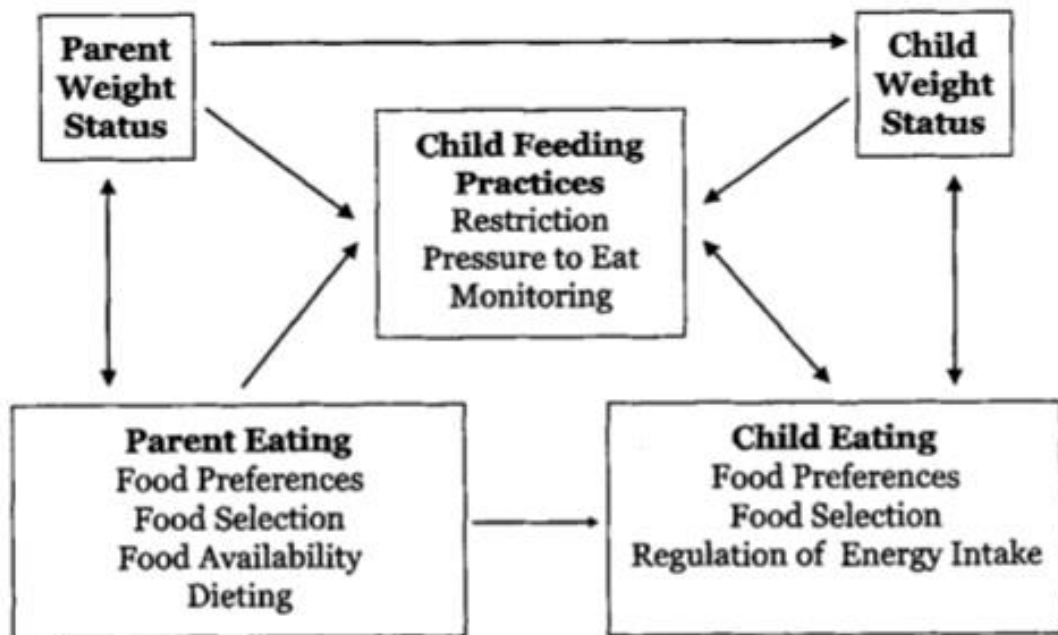 Parent
Weight
Status
Child
Weight
Status
Child Feeding
Practices
Restriction
Pressure to Eat
Monitoring
Parent Eating
Food Preferences
Food Selection
Food Availability
Dieting
Child Eating
Food Preferences
Food Selection
Regulation of Energy Intake